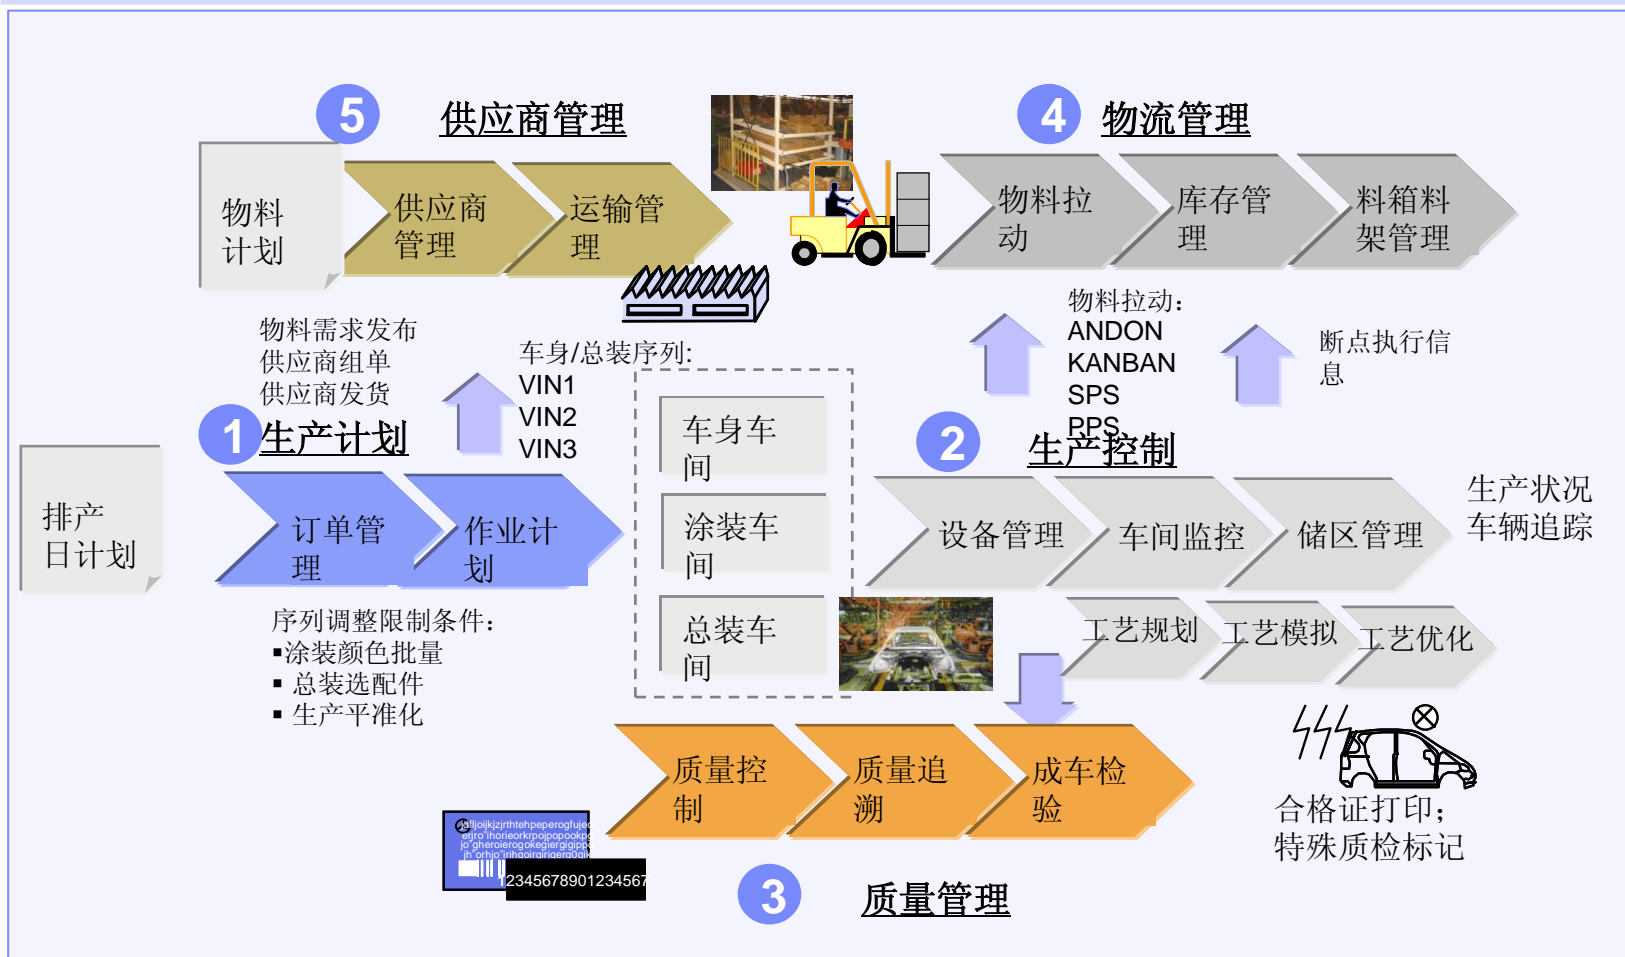 5
供应商管理
4
物流管理
物料
计划
供应商
管理
运输管
理
物料拉
动
库存管
理
料箱料
架管理
物料需求发布
供应商组单
供应商发货
车身/总装序列:
VIN1
VIN2
VIN3
物料拉动：
ANDON
KANBAN
SPS
PPS
断点执行信
息
1
生产计划
2
生产控制
排产
日计划
订单管
理
作业计
划
车身车
间
涂装车
间
总装车
间
设备管理
车间监控
储区管理
生产状况
车辆追踪
工艺规划
工艺模拟
工艺优化
序列调整限制条件：
▪涂装颜色批量
▪ 总装选配件
▪ 生产平准化
质量控
制
质量追
溯
成车检
验
合格证打印；
特殊质检标记
12345678901234567
3
质量管理